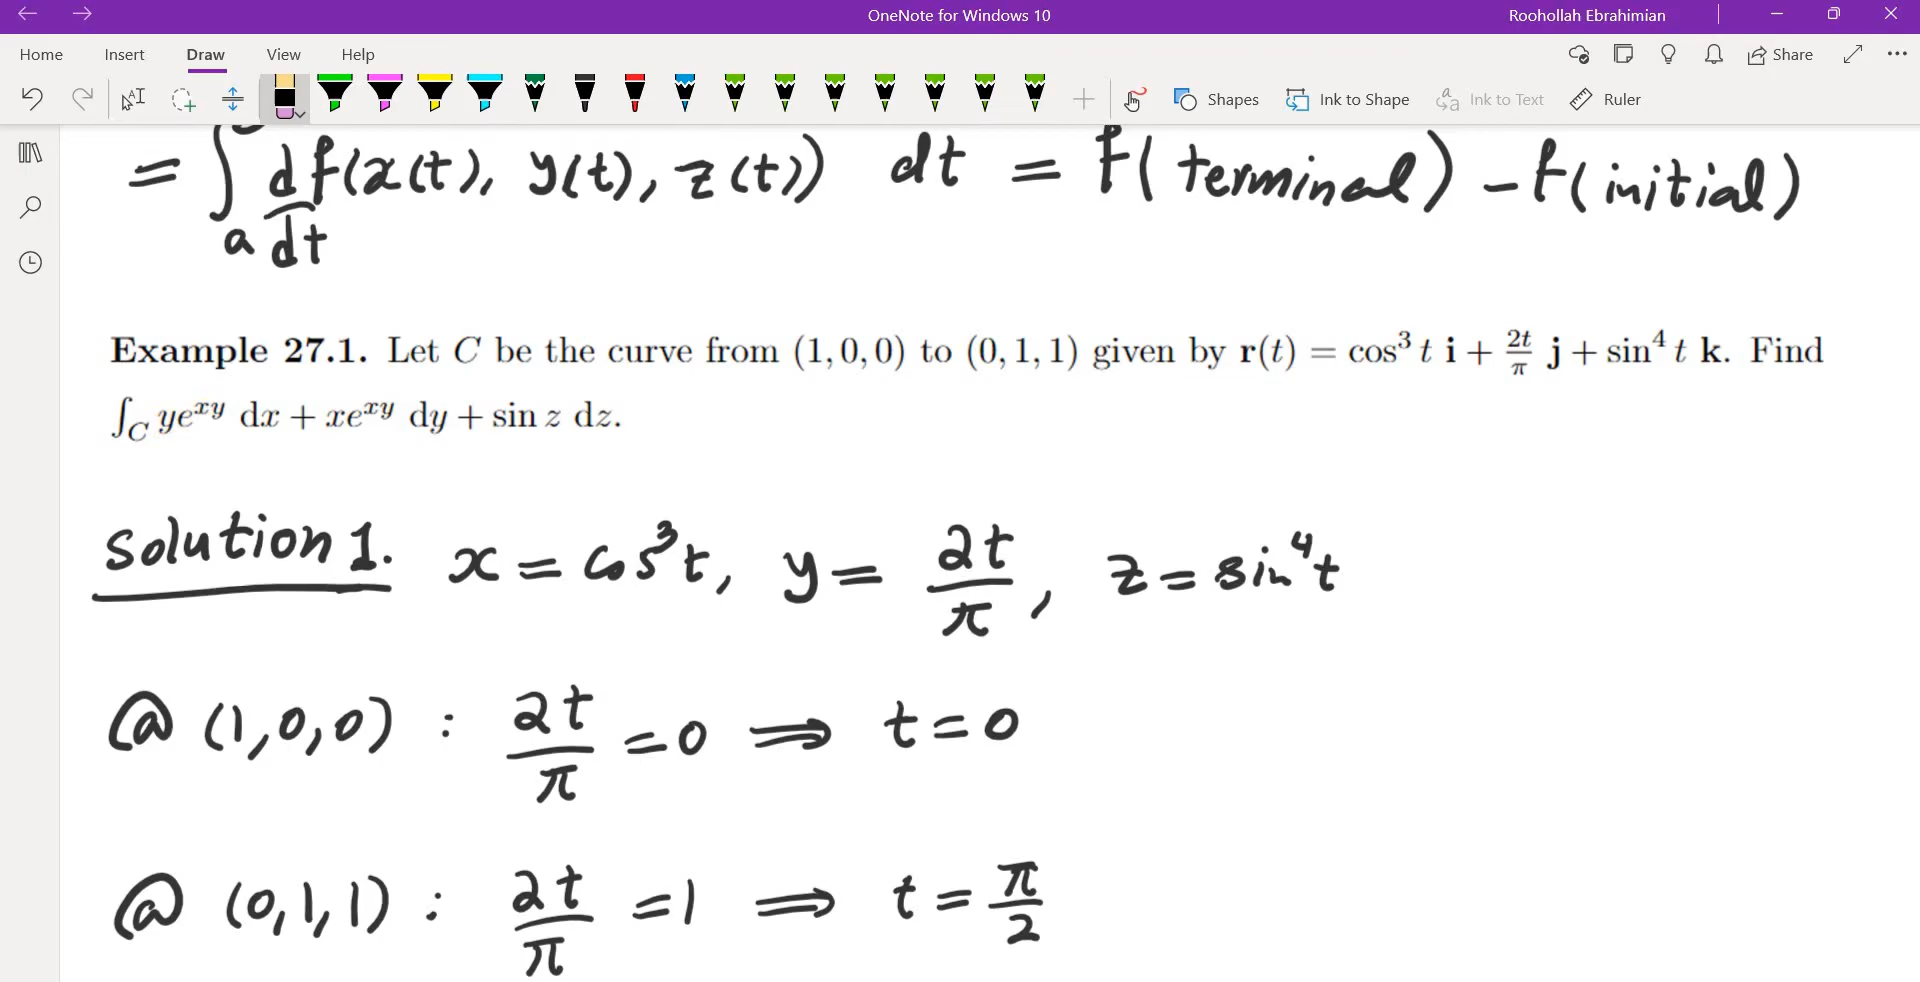 OneNote for Windows 10
Roohollah Ebrahimian
Home Insert Draw View Help
Share
Shapes Ink to Shape Ink to Text Ruler
= ∫_a d/dt f(x(t), y(t), z(t)) dt = f(terminal) - f(initial)
Example 27.1. Let C be the curve from (1, 0, 0) to (0, 1, 1) given by r(t) = cos³ t i + 2t/π j + sin⁴ t k. Find
∫_C ye^{xy} dx + xe^{xy} dy + sin z dz.
Solution 1. x = cos³t, y = 2t/π, z = sin⁴t
@ (1,0,0) : 2t/π = 0 ⟹ t = 0
@ (0,1,1) : 2t/π = 1 ⟹ t = π/2